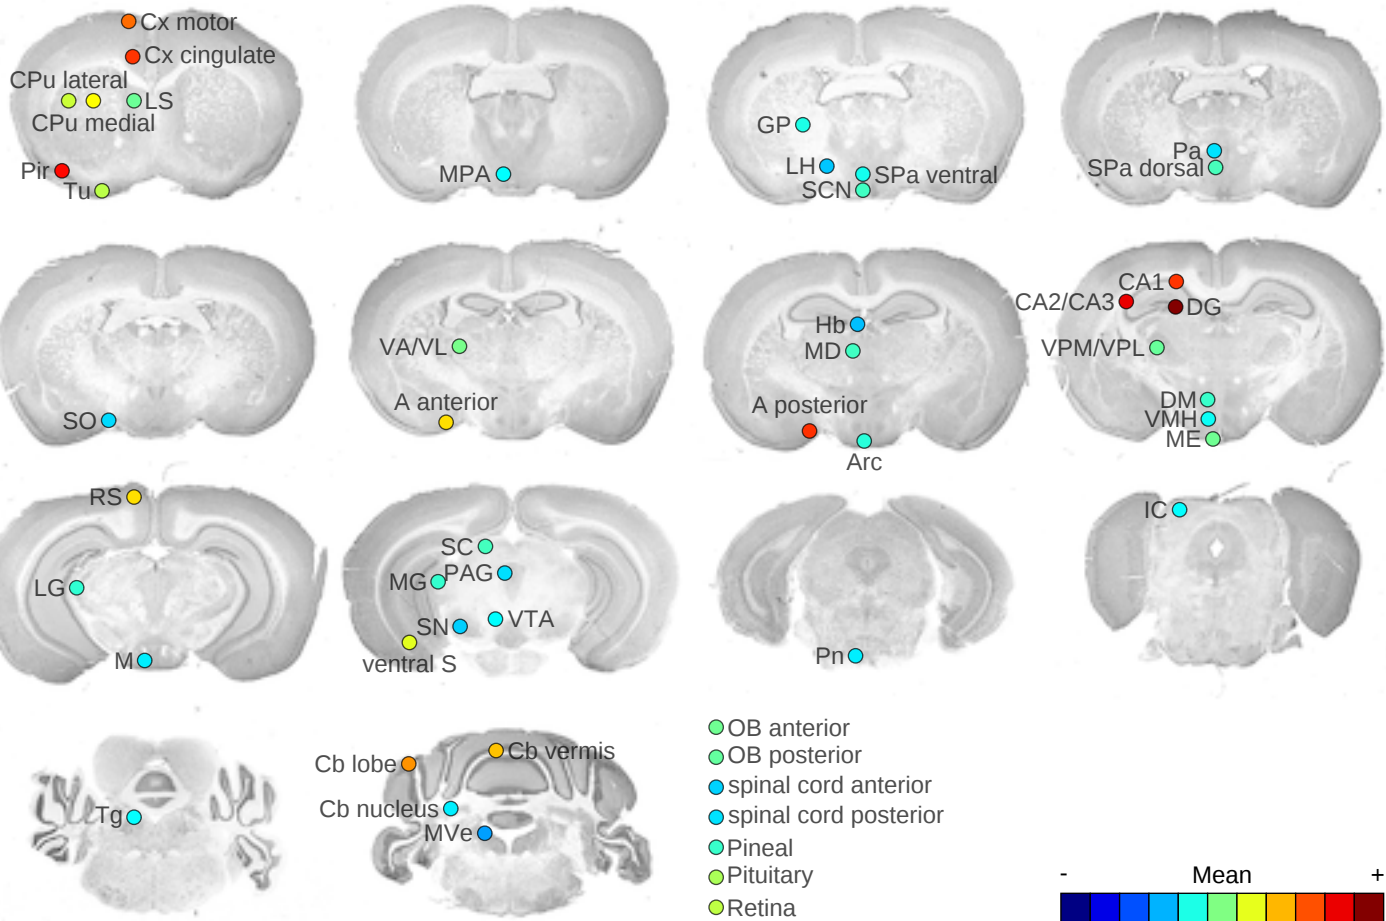 Cx motor
Cx cingulate
CPu lateral
LS
CPu medial
Pir
Tu
MPA
GP
LH
SPa ventral
SCN
Pa
SPa dorsal
SO
VA/VL
A anterior
Hb
MD
A posterior
Arc
CA1
CA2/CA3
DG
VPM/VPL
DM
VMH
ME
RS
LG
M
SC
MG
PAG
SN
VTA
ventral S
Pn
IC
Tg
Cb lobe
Cb vermis
Cb nucleus
MVe
OB anterior
OB posterior
spinal cord anterior
spinal cord posterior
Pineal
Pituitary
Retina
- Mean +